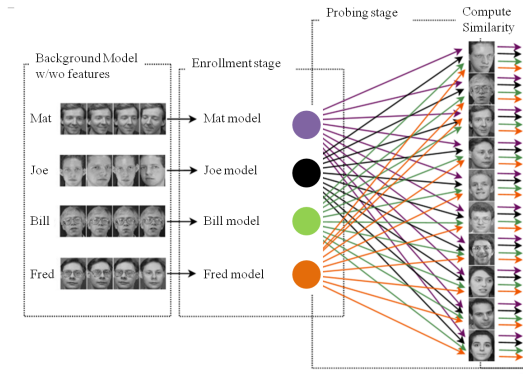 Probing stage
Compute
Similarity
Background Model
w/wo features
Enrollment stage
Mat
Mat model
Joe
Joe model
Bill
Bill model
Fred
Fred model